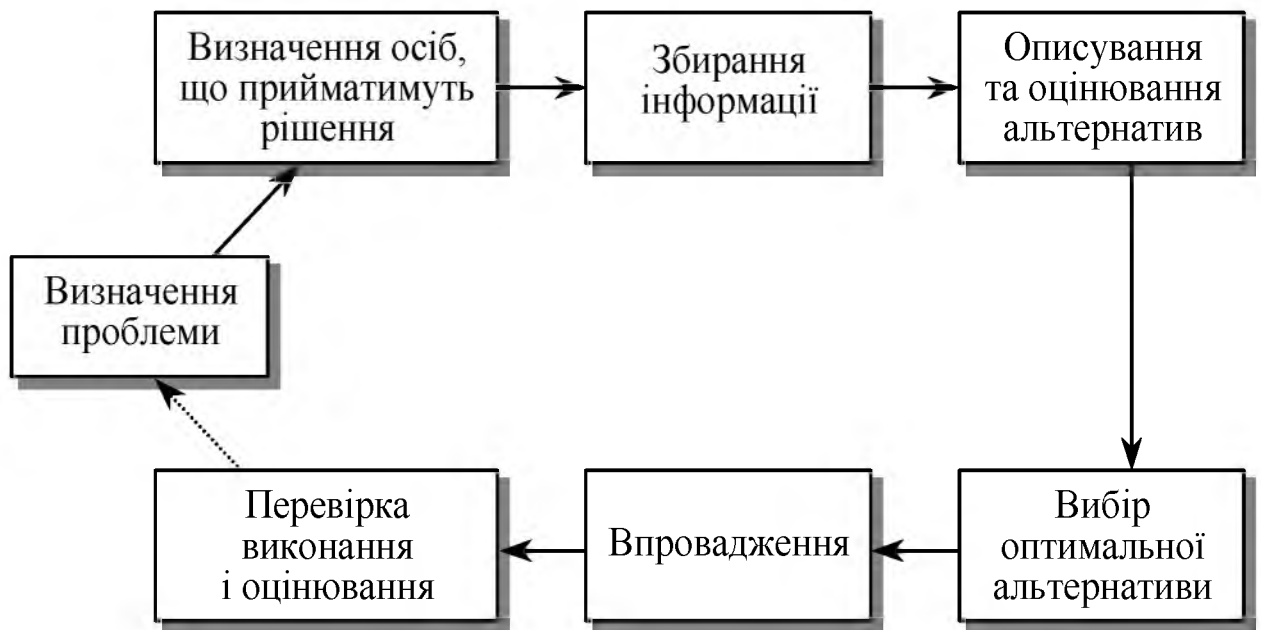 Визначення осіб,
що прийматимуть
рішення
Збирання
інформації
Описування
та оцінювання
альтернатив
Визначення
проблеми
Перевірка
виконання
і оцінювання
Впровадження
Вибір
оптимальної
альтернативи